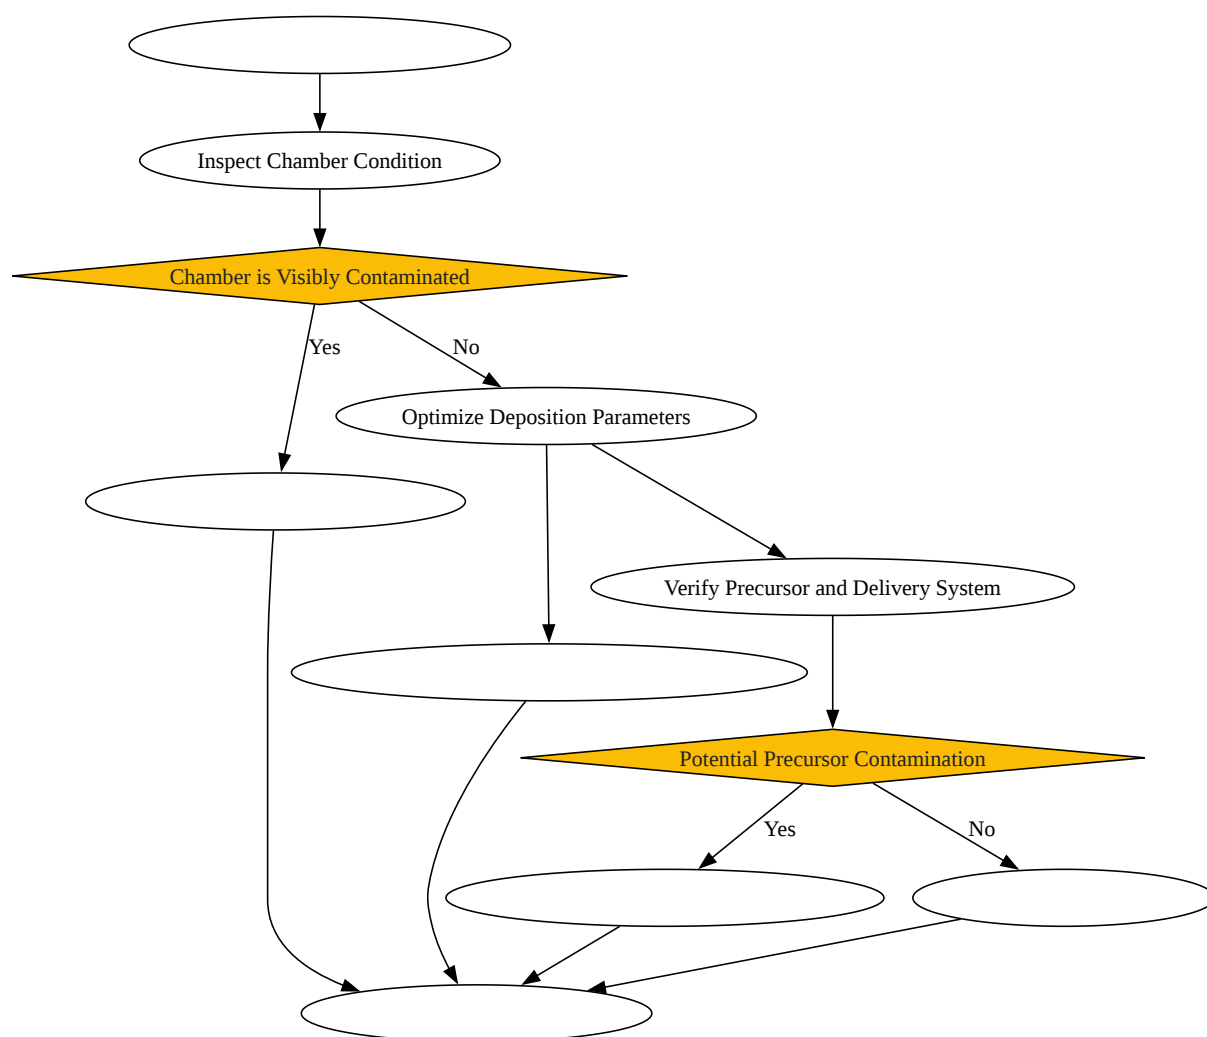 Inspect Chamber Condition
Chamber is Visibly Contaminated
Yes
No
Optimize Deposition Parameters
Verify Precursor and Delivery System
Potential Precursor Contamination
Yes
No